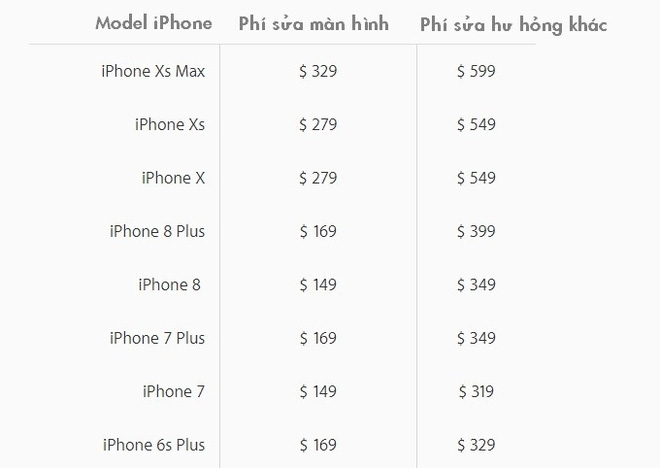 Model iPhone Phí sửa màn hình Phí sửa hư hỏng khác
iPhone Xs Max $ 329 $ 599
iPhone Xs $ 279 $ 549
iPhone X $ 279 $ 549
iPhone 8 Plus $ 169 $ 399
iPhone 8 $ 149 $ 349
iPhone 7 Plus $ 169 $ 349
iPhone 7 $ 149 $ 319
iPhone 6s Plus $ 169 $ 329